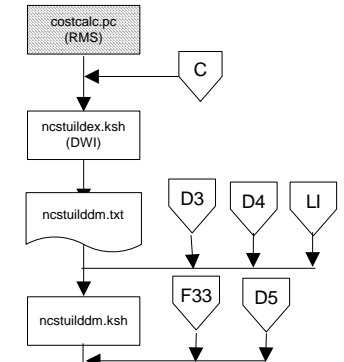 costcalc.pc
(RMS)
C
ncstuildex.ksh
(DWI)
ncstuilddm.txt
D3
D4
LI
F33
D5
ncstuilddm.ksh